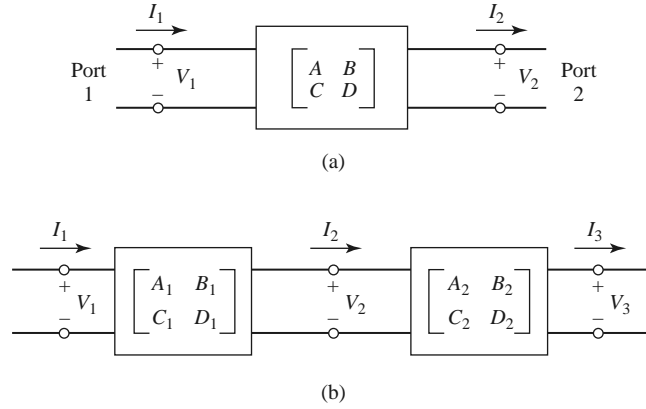 I1 I2
Port 1 + V1 − [A B C D] + V2 − Port 2
(a)
I1 I2 I3
+ V1 − [A1 B1 C1 D1] + V2 − [A2 B2 C2 D2] + V3 −
(b)